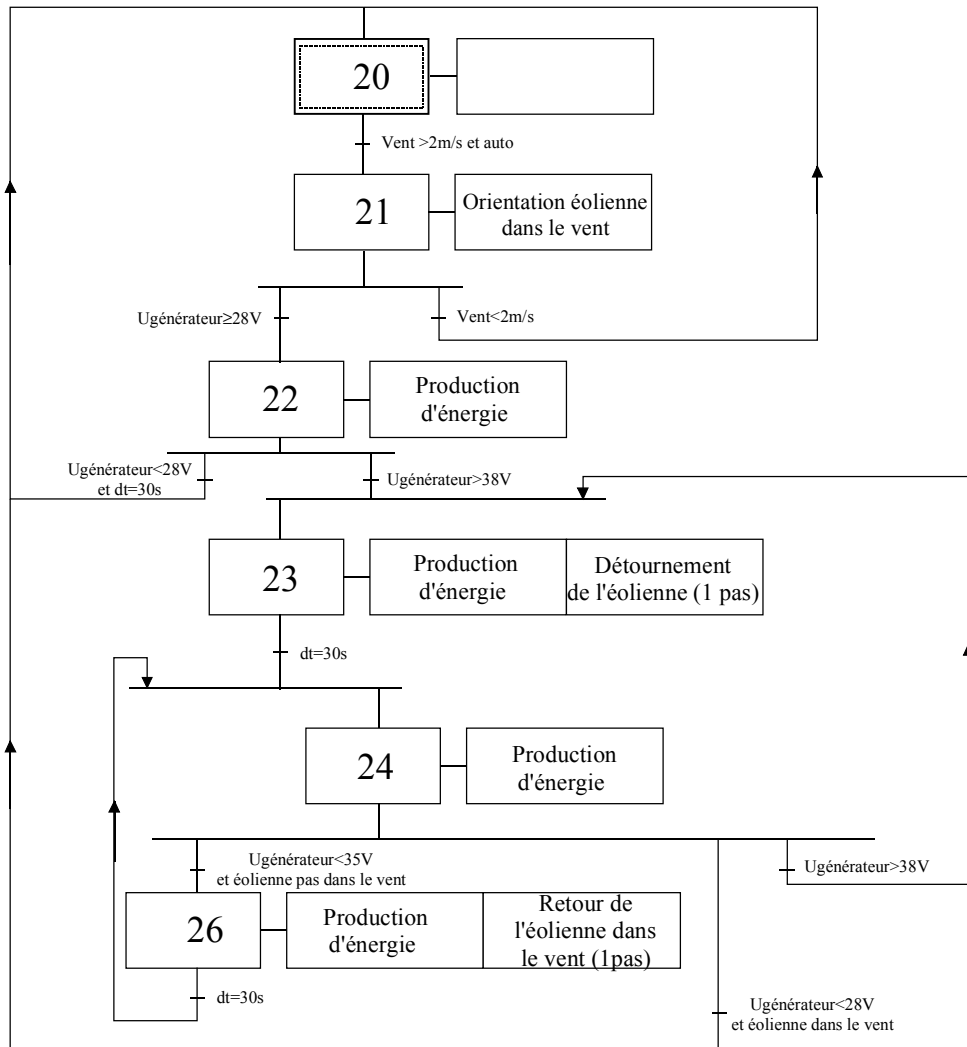 20
Vent >2m/s et auto
21
Orientation éolienne
dans le vent
Ugénérateur≥28V
Vent<2m/s
22
Production
d'énergie
Ugénérateur<28V
et dt=30s
Ugénérateur>38V
23
Production
d'énergie
Détournement
de l'éolienne (1 pas)
dt=30s
24
Production
d'énergie
Ugénérateur<35V
et éolienne pas dans le vent
Ugénérateur>38V
26
Production
d'énergie
Retour de
l'éolienne dans
le vent (1pas)
dt=30s
Ugénérateur<28V
et éolienne dans le vent